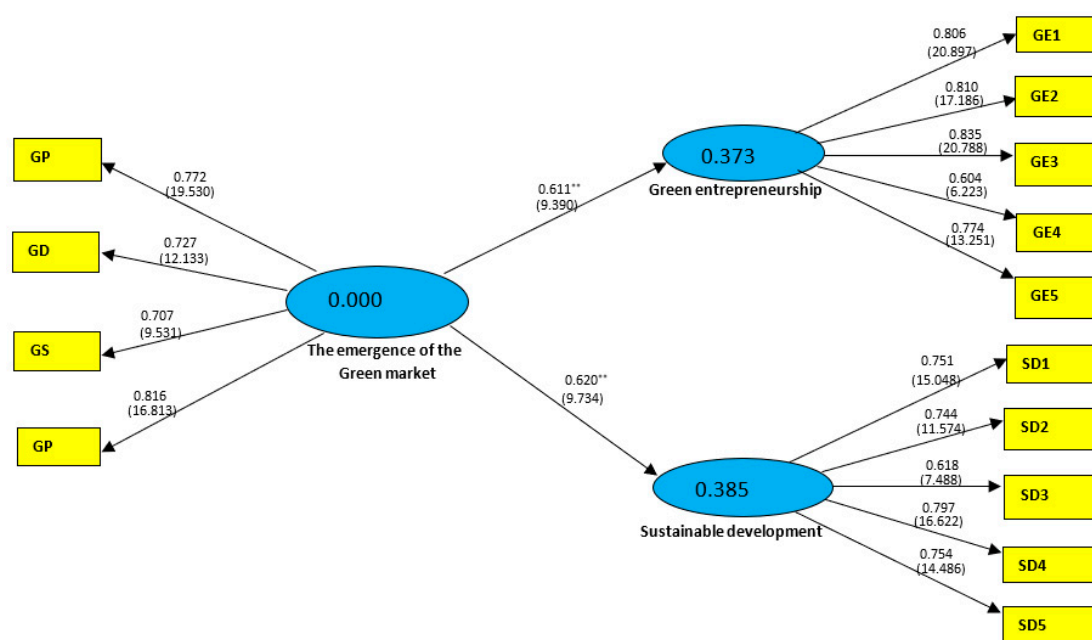 GP
0.772
(19.530)
GD
0.727
(12.133)
GS
0.707
(9.531)
GP
0.816
(16.813)
0.000
The emergence of the
Green market
0.611**
(9.390)
0.620**
(9.734)
0.373
Green entrepreneurship
0.806
(20.897)
GE1
0.810
(17.186)
GE2
0.835
(20.788)
GE3
0.604
(6.223)
GE4
0.774
(13.251)
GE5
0.385
Sustainable development
0.751
(15.048)
SD1
0.744
(11.574)
SD2
0.618
(7.488)
SD3
0.797
(16.622)
SD4
0.754
(14.486)
SD5